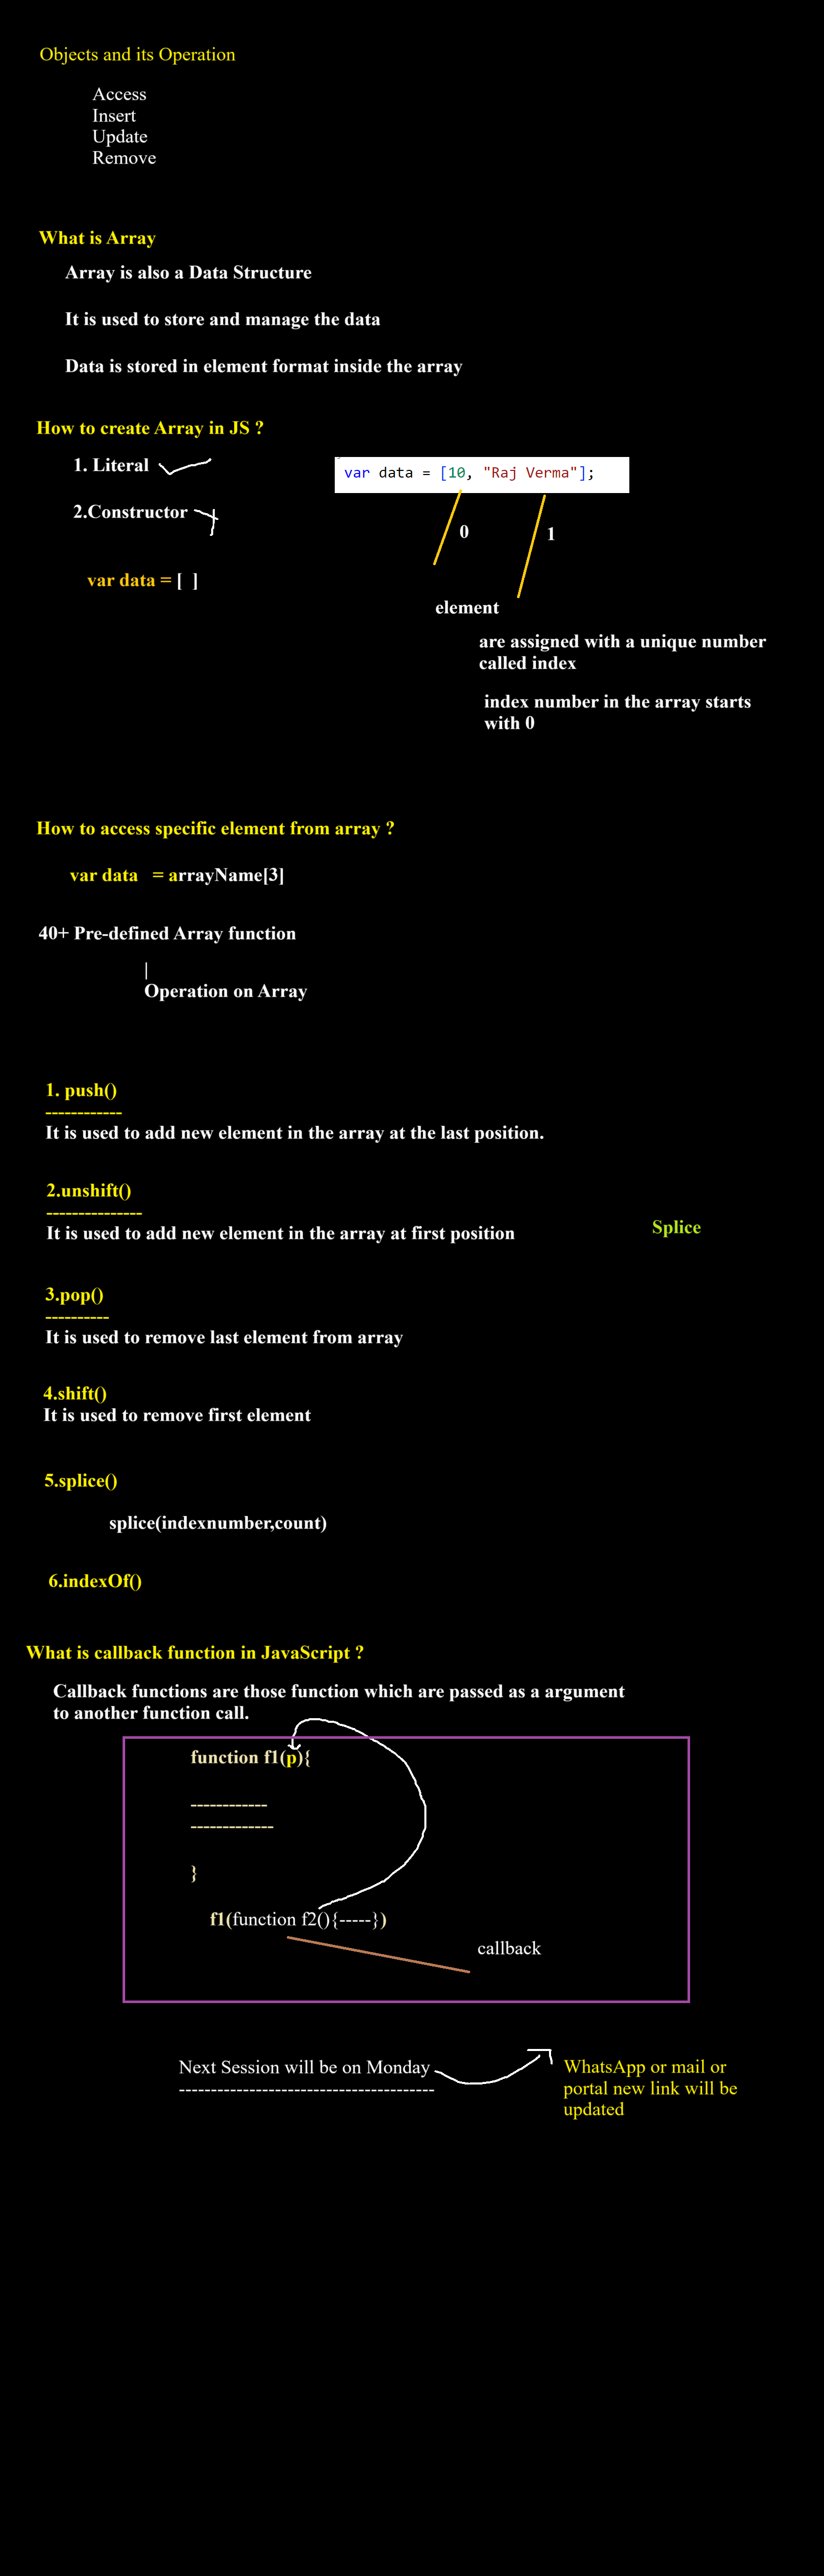 Objects and its Operation
Access
Insert
Update
Remove
What is Array
Array is also a Data Structure
It is used to store and manage the data
Data is stored in element format inside the array
How to create Array in JS ?
1. Literal
2.Constructor
var data = [  ]
var data = [10, "Raj Verma"];
0
1
element
are assigned with a unique number
called index
index number in the array starts
with 0
How to access specific element from array ?
var data   = arrayName[3]
40+ Pre-defined Array function
|
Operation on Array
1. push()
------------
It is used to add new element in the array at the last position.
2.unshift()
---------------
It is used to add new element in the array at first position
Splice
3.pop()
----------
It is used to remove last element from array
4.shift()
It is used to remove first element
5.splice()
splice(indexnumber,count)
6.indexOf()
What is callback function in JavaScript ?
Callback functions are those function which are passed as a argument
to another function call.
function f1(p){
------------
-------------
}
f1(function f2(){-----})
callback
Next Session will be on Monday
----------------------------------------
WhatsApp or mail or
portal new link will be
updated